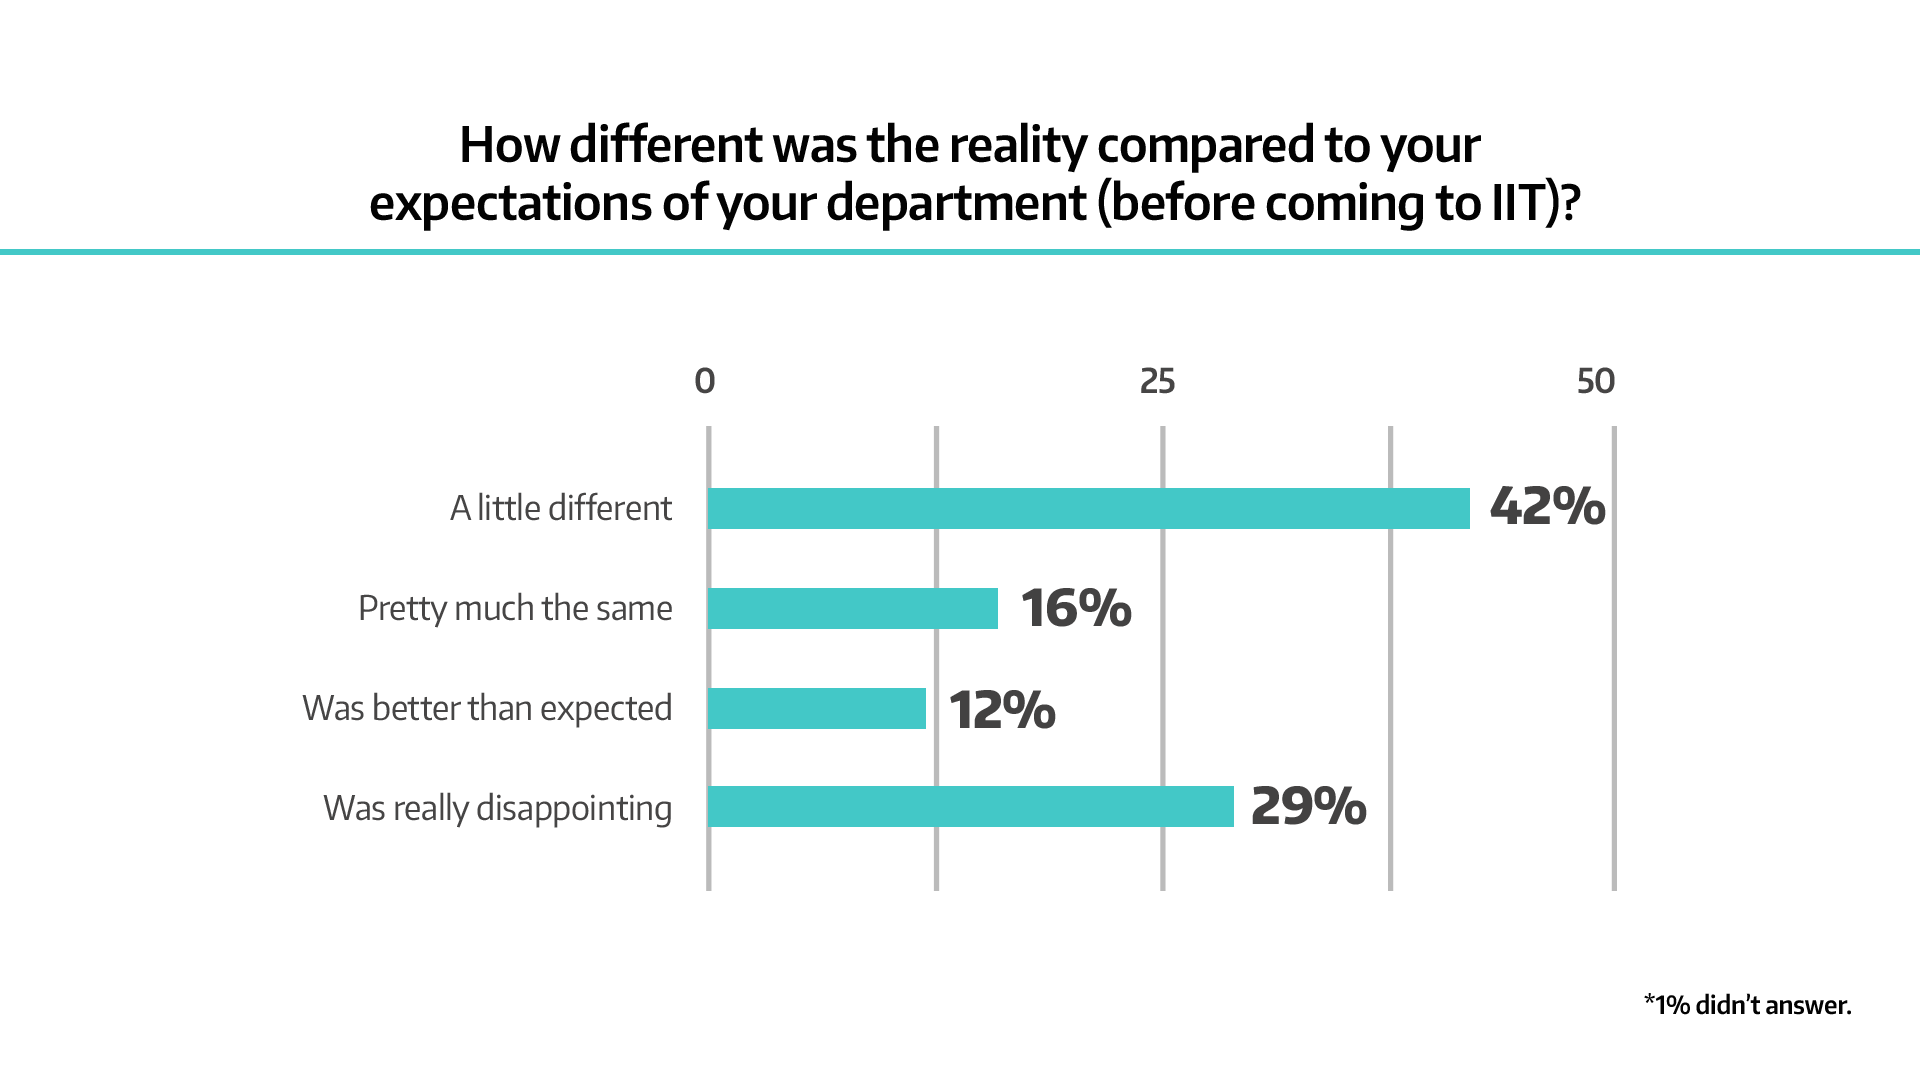 How different was the reality compared to your
expectations of your department (before coming to IIT)?
0 25 50
A little different 42%
Pretty much the same 16%
Was better than expected 12%
Was really disappointing 29%
*1% didn’t answer.